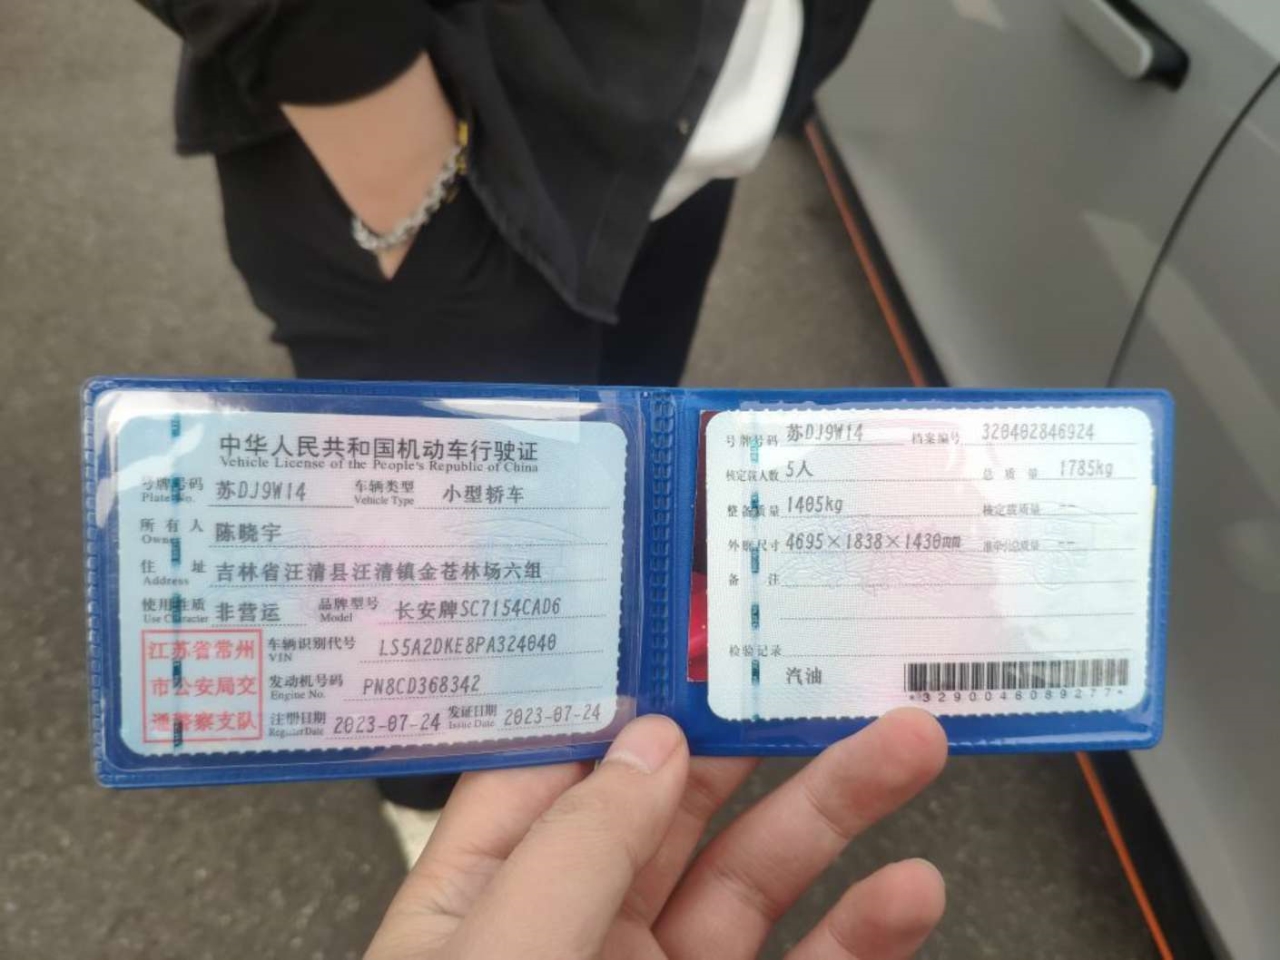 中华人民共和国机动车行驶证
Vehicle License of the People's Republic of China
号牌号码 苏DJ9W14 车辆类型 小型轿车
Plate No. Vehicle Type
所有人 陈晓宇
Owner
住址 吉林省汪清县汪清镇金苍林场六组
Address
使用性质 非营运 品牌型号 长安牌SC7154CAD6
Use Character Model
江苏省常州
市公安局交
通警察支队
车辆识别代号 LS5A2DKE8PA324040
VIN
发动机号码 PN8CD368342
Engine No.
注册日期 2023-07-24 发证日期 2023-07-24
Register Date Issue Date
号牌号码 苏DJ9W14 档案编号 320402846924
核定载人数 5人 总质量 1785kg
整备质量 1405kg 核定载质量 --
外廓尺寸 4695×1838×1430mm 准牵引总质量 --
备注
检验记录
汽油
*3290046089277*